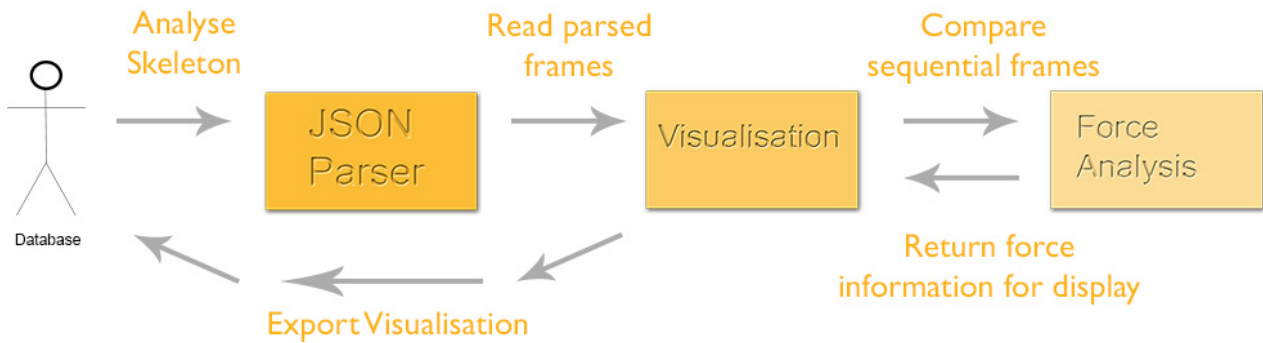 Analyse
Skeleton
Read parsed
frames
Compare
sequential frames
JSON
Parser
Visualisation
Force
Analysis
Database
Return force
information for display
Export Visualisation